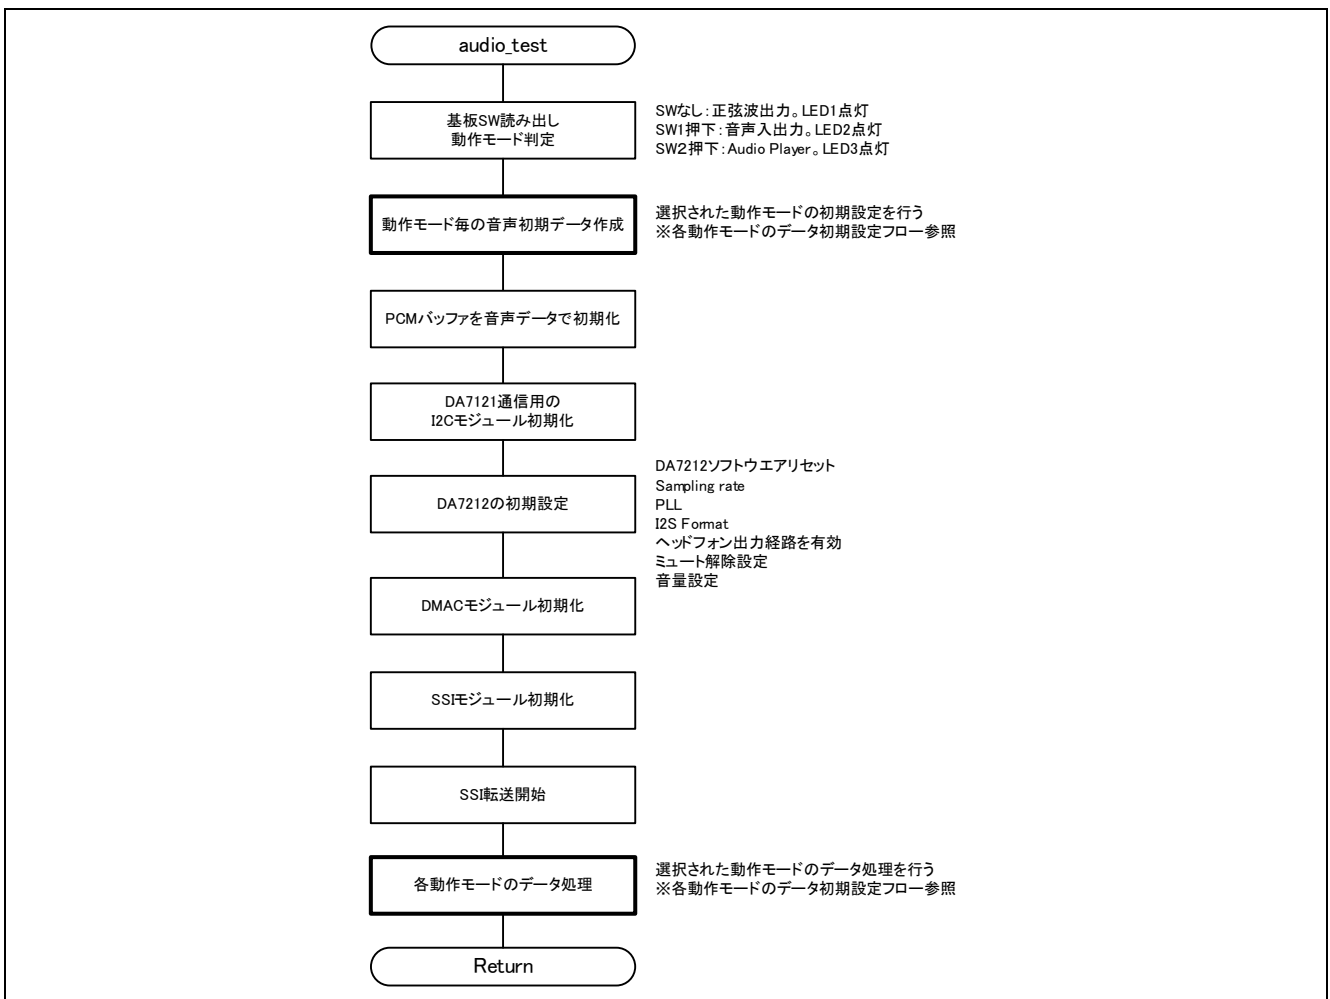 audio_test
基板SW読み出し
動作モード判定
SWなし：正弦波出力。LED1点灯
SW1押下：音声入出力。LED2点灯
SW2押下：Audio Player。LED3点灯
動作モード毎の音声初期データ作成
選択された動作モードの初期設定を行う
※各動作モードのデータ初期設定フロー参照
PCMバッファを音声データで初期化
DA7121通信用の
I2Cモジュール初期化
DA7212の初期設定
DA7212ソフトウエアリセット
Sampling rate
PLL
I2S Format
ヘッドフォン出力経路を有効
ミュート解除設定
音量設定
DMACモジュール初期化
SSIモジュール初期化
SSI転送開始
各動作モードのデータ処理
選択された動作モードのデータ処理を行う
※各動作モードのデータ初期設定フロー参照
Return